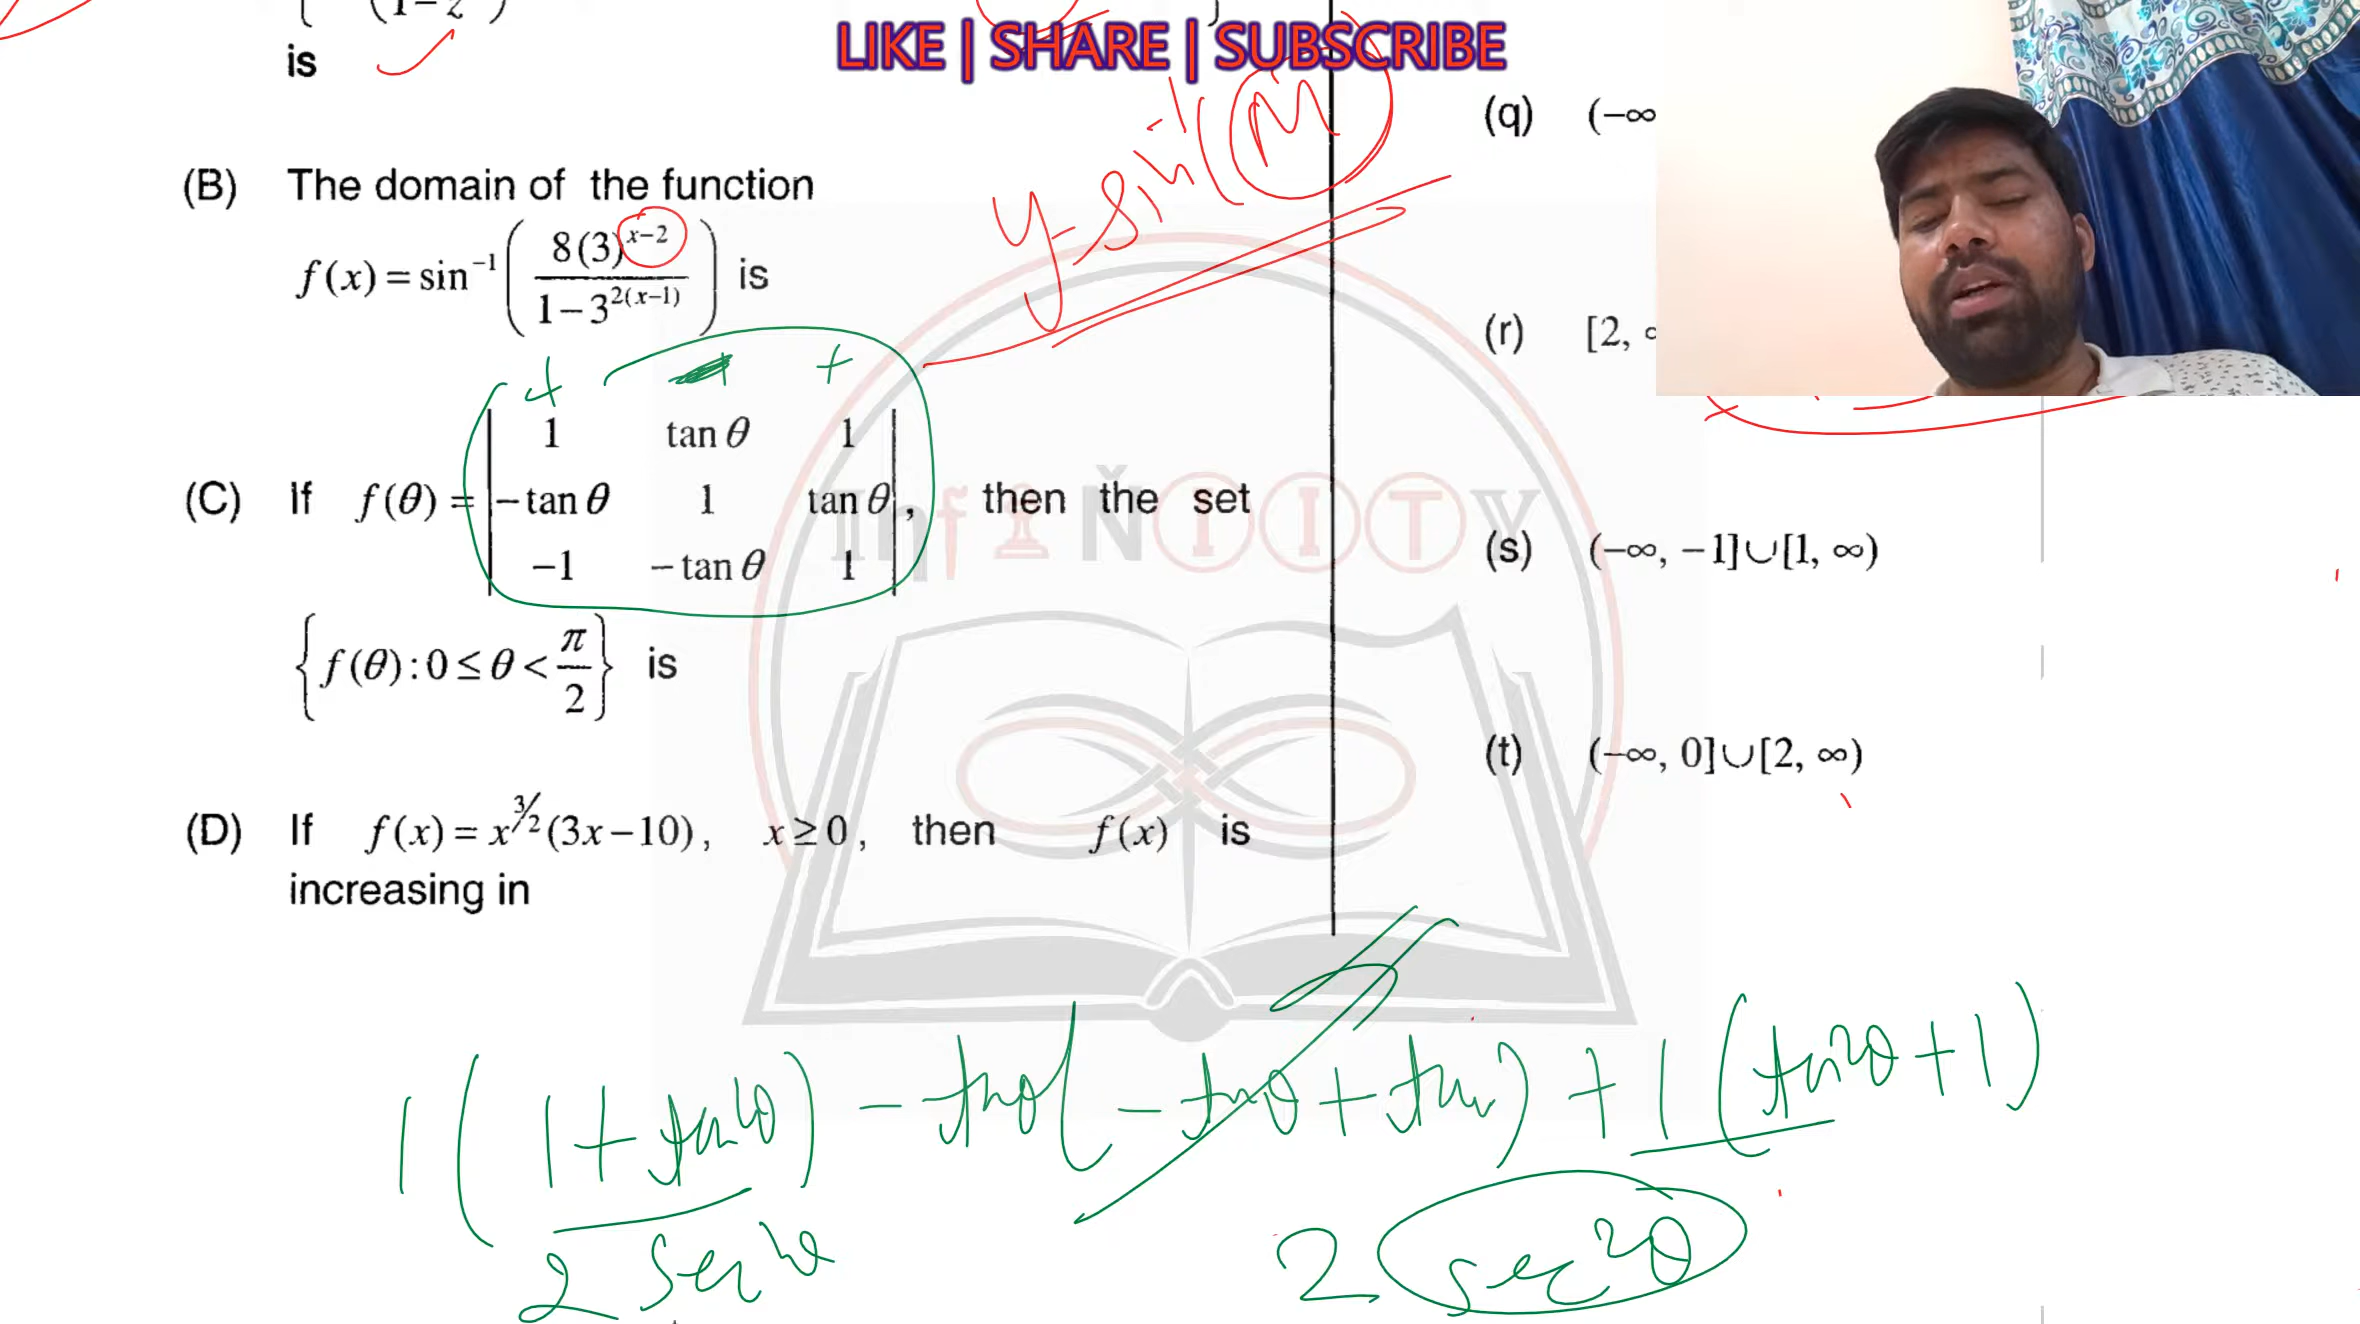 LIKE | SHARE | SUBSCRIBE
is
(B) The domain of the function
f(x) = sin⁻¹( 8(3)^{x−2} / 1−3^{2(x−1)} ) is
y = sin⁻¹(M)
+ +
(C) If f(θ) = | 1 tan θ 1 |
| −tan θ 1 tan θ |, then the set
| −1 −tan θ 1 |
{ f(θ) : 0 ≤ θ < π/2 } is
(D) If f(x) = x^{3/2}(3x−10), x ≥ 0, then f(x) is
increasing in
(q) (−∞
(r) [2,
(s) (−∞, −1]∪[1, ∞)
(t) (−∞, 0]∪[2, ∞)
InfINIITY
1(1 + tan²θ) − tanθ(−tanθ + tan) + 1(tan²θ + 1)
2 sec²θ
2 sec²θ